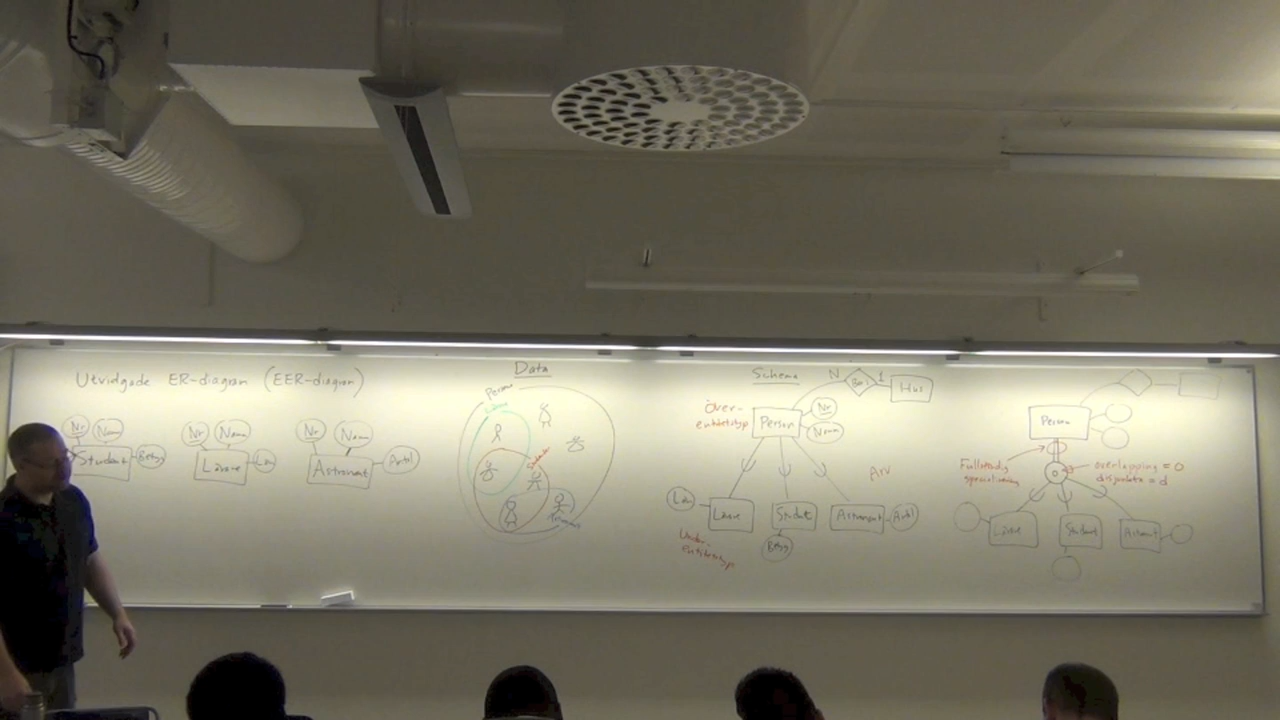 Utvidgade ER-diagram (EER-diagram)
Nr
Namn
Student
Betyg
Nr
Namn
Lärare
Lön
Nr
Namn
Astronaut
Antal
Data
Person
Schema
Över-
entitetstyp
Person
Nr
Namn
N
1
Hus
Arv
Lön
Lärare
Student
Betyg
Astronaut
Antal
Under-
entitetstyp
Person
Fullständig
specialisering
o
overlapping = o
disjunkta = d
Lärare
Student
Astronaut